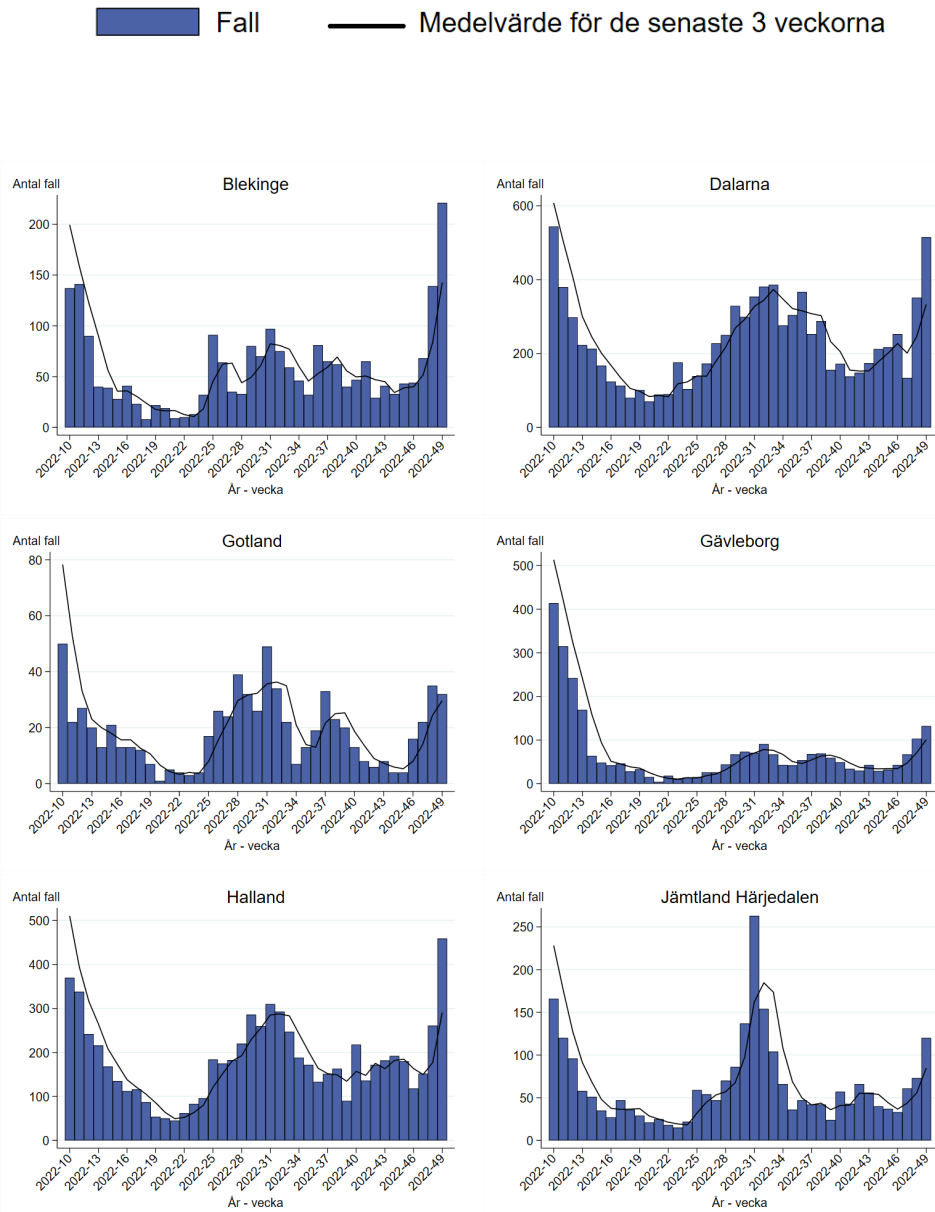 Fall Medelvärde för de senaste 3 veckorna
Antal fall
Blekinge
200
150
100
50
0
2022-10 2022-13 2022-16 2022-19 2022-22 2022-25 2022-28 2022-31 2022-34 2022-37 2022-40 2022-43 2022-46 2022-49
År - vecka
Antal fall
Dalarna
600
400
200
0
2022-10 2022-13 2022-16 2022-19 2022-22 2022-25 2022-28 2022-31 2022-34 2022-37 2022-40 2022-43 2022-46 2022-49
År - vecka
Antal fall
Gotland
80
60
40
20
0
2022-10 2022-13 2022-16 2022-19 2022-22 2022-25 2022-28 2022-31 2022-34 2022-37 2022-40 2022-43 2022-46 2022-49
År - vecka
Antal fall
Gävleborg
500
400
300
200
100
0
2022-10 2022-13 2022-16 2022-19 2022-22 2022-25 2022-28 2022-31 2022-34 2022-37 2022-40 2022-43 2022-46 2022-49
År - vecka
Antal fall
Halland
500
400
300
200
100
0
2022-10 2022-13 2022-16 2022-19 2022-22 2022-25 2022-28 2022-31 2022-34 2022-37 2022-40 2022-43 2022-46 2022-49
År - vecka
Antal fall
Jämtland Härjedalen
250
200
150
100
50
0
2022-10 2022-13 2022-16 2022-19 2022-22 2022-25 2022-28 2022-31 2022-34 2022-37 2022-40 2022-43 2022-46 2022-49
År - vecka